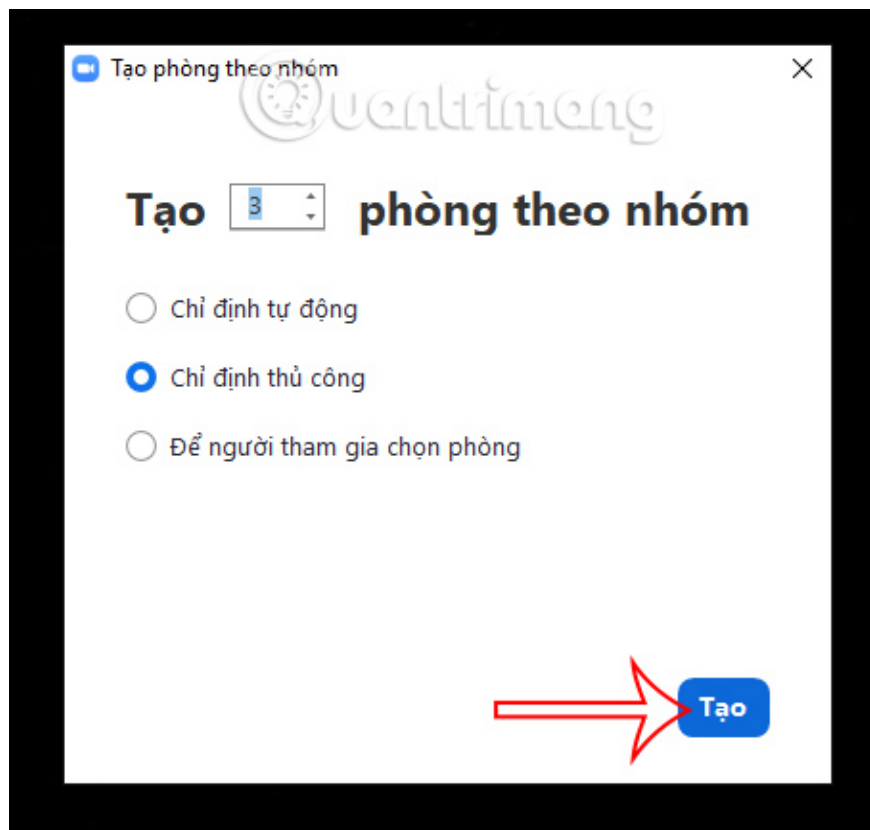 Tạo phòng theo nhóm
Quantrimang
Tạo 3 phòng theo nhóm
Chỉ định tự động
Chỉ định thủ công
Để người tham gia chọn phòng
Tạo